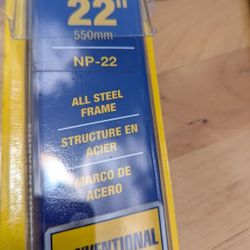 22"
550mm
NP-22
ALL STEEL
FRAME
STRUCTURE EN
ACIER
MARCO DE
ACERO